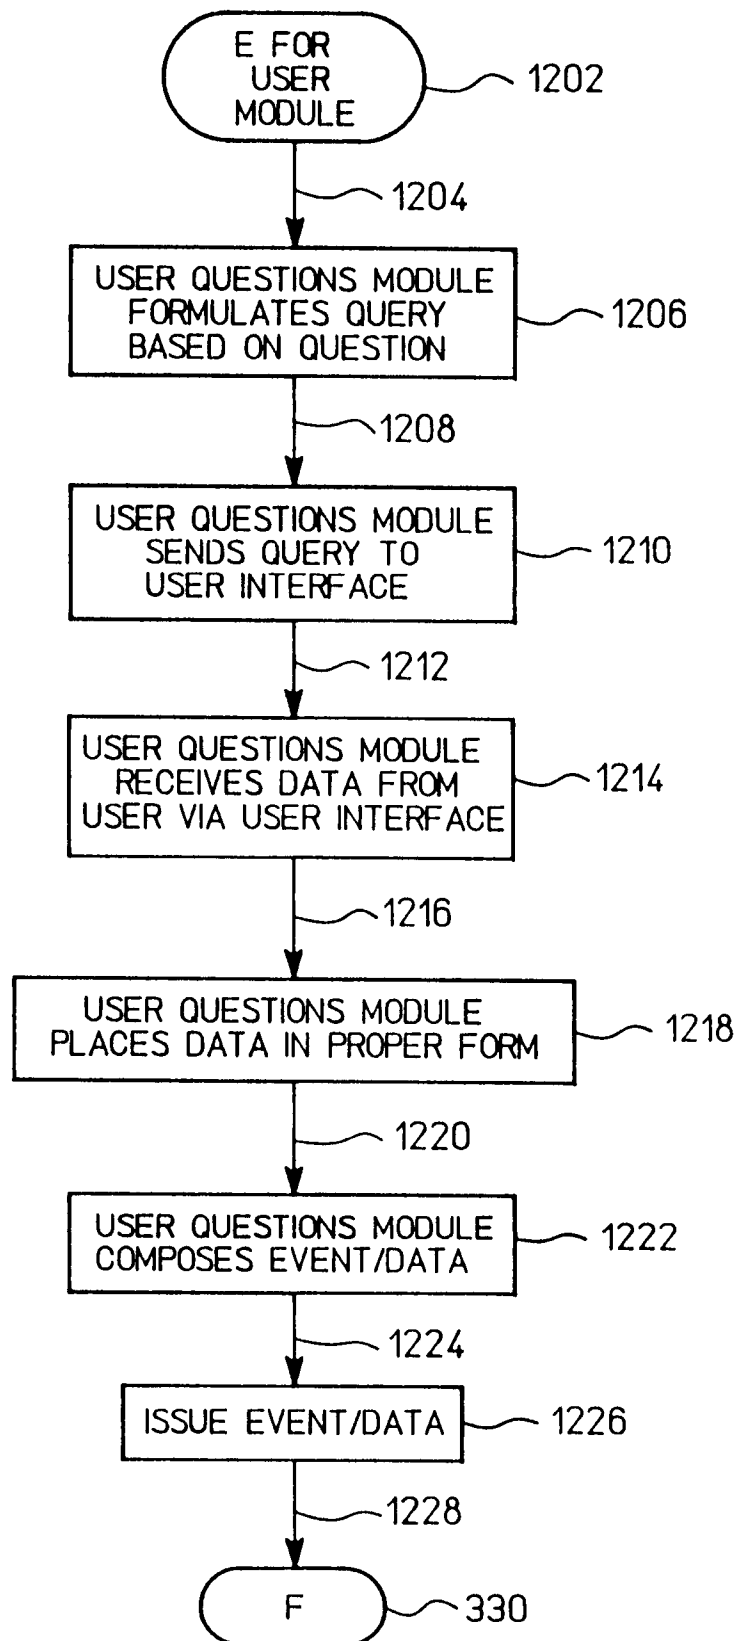 E FOR
USER
MODULE
1202
1204
USER QUESTIONS MODULE
FORMULATES QUERY
BASED ON QUESTION
1206
1208
USER QUESTIONS MODULE
SENDS QUERY TO
USER INTERFACE
1210
1212
USER QUESTIONS MODULE
RECEIVES DATA FROM
USER VIA USER INTERFACE
1214
1216
USER QUESTIONS MODULE
PLACES DATA IN PROPER FORM
1218
1220
USER QUESTIONS MODULE
COMPOSES EVENT/DATA
1222
1224
ISSUE EVENT/DATA
1226
1228
F
330